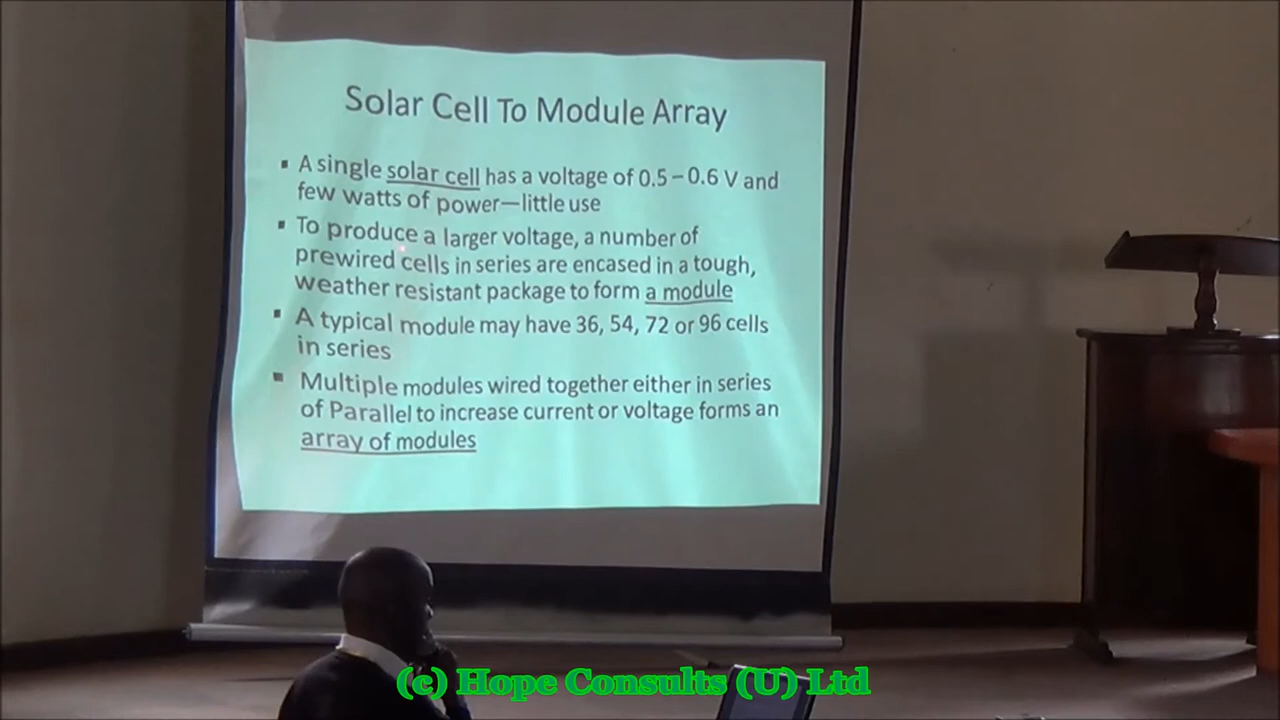 Solar Cell To Module Array
▪ A single solar cell has a voltage of 0.5 – 0.6 V and
few watts of power—little use
▪ To produce a larger voltage, a number of
prewired cells in series are encased in a tough,
weather resistant package to form a module
▪ A typical module may have 36, 54, 72 or 96 cells
in series
▪ Multiple modules wired together either in series
of Parallel to increase current or voltage forms an
array of modules
(c) Hope Consults (U) Ltd